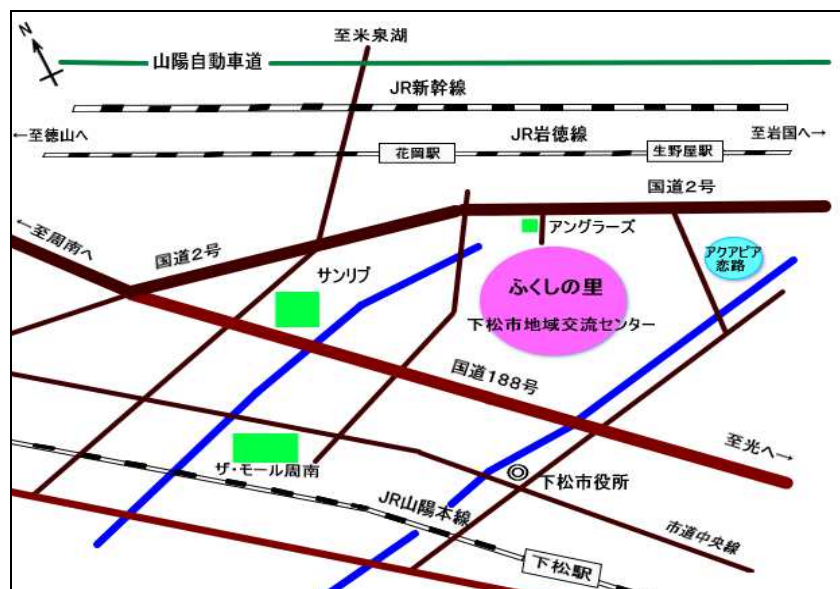 至米泉湖
山陽自動車道
JR新幹線
←至徳山へ
JR岩徳線
至岩国へ→
花岡駅
生野屋駅
国道2号
←至周南へ
国道2号
アングラーズ
アクアピア
恋路
サンリブ
ふくしの里
下松市地域交流センター
国道188号
至光へ→
ザ・モール周南
下松市役所
JR山陽本線
市道中央線
下松駅